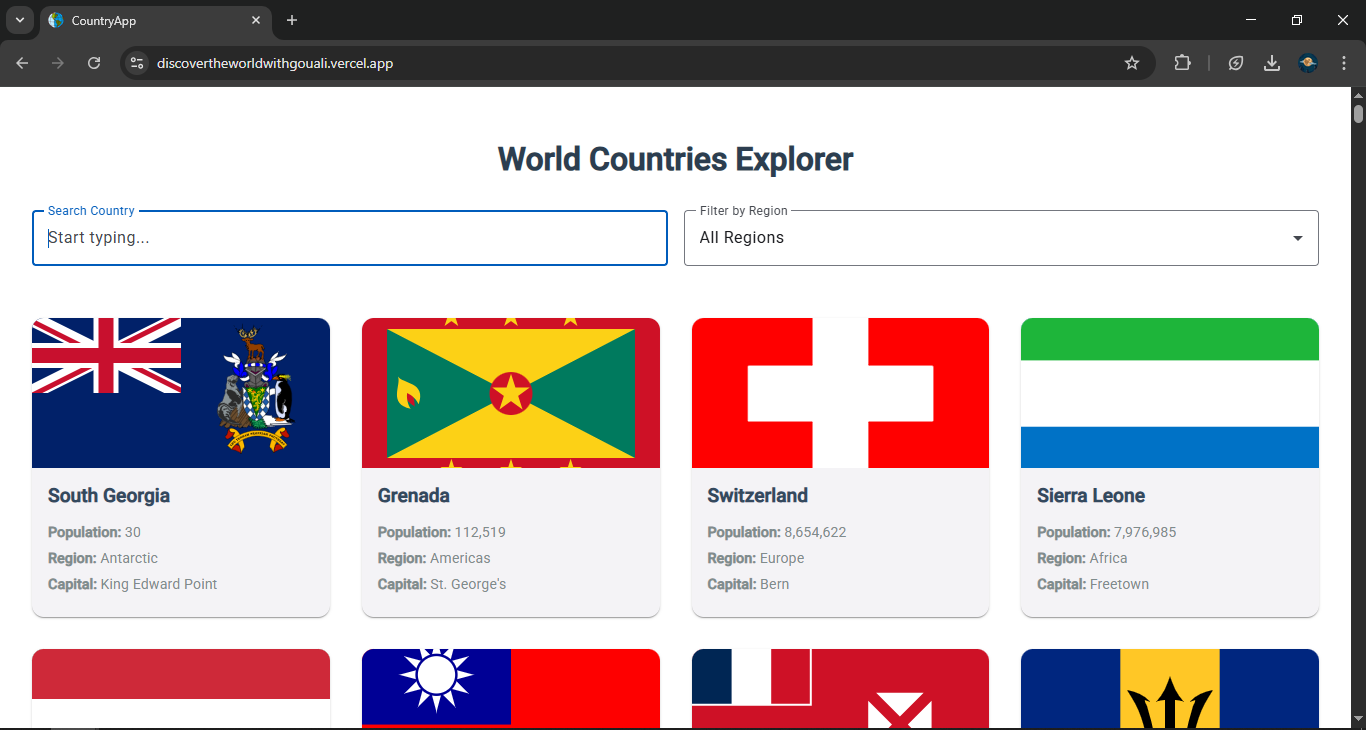 CountryApp
discovertheworldwithgouali.vercel.app
World Countries Explorer
Search Country
Start typing...
Filter by Region
All Regions
South Georgia
Population: 30
Region: Antarctic
Capital: King Edward Point
Grenada
Population: 112,519
Region: Americas
Capital: St. George's
Switzerland
Population: 8,654,622
Region: Europe
Capital: Bern
Sierra Leone
Population: 7,976,985
Region: Africa
Capital: Freetown